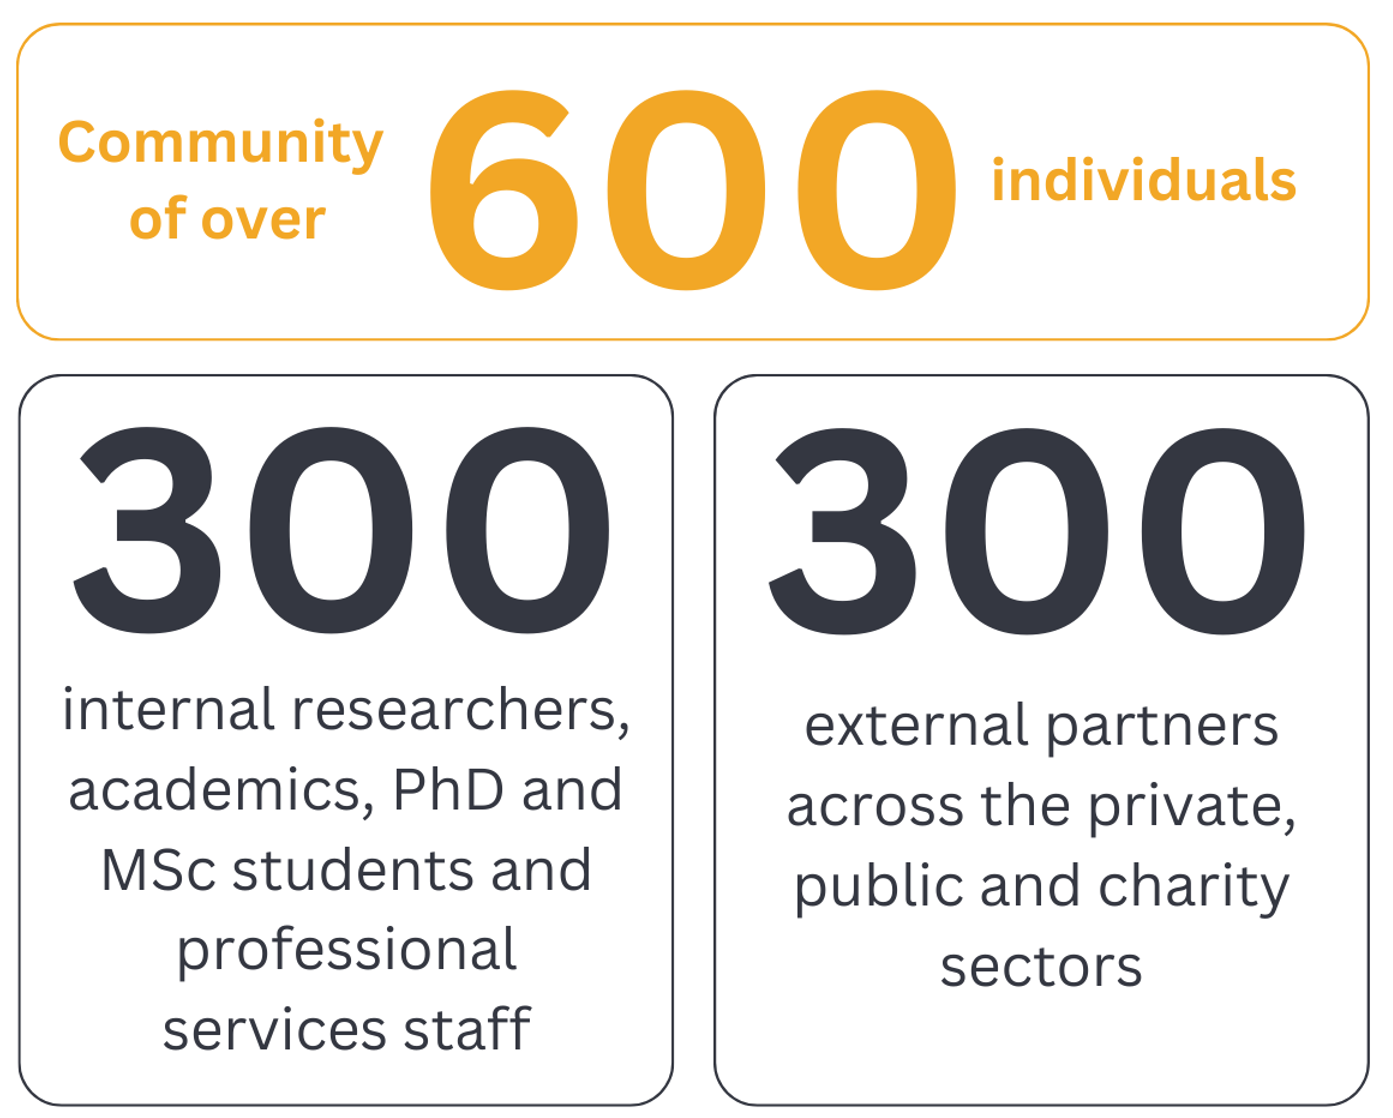 Community
of over
600
individuals
300
internal researchers,
academics, PhD and
MSc students and
professional
services staff
300
external partners
across the private,
public and charity
sectors